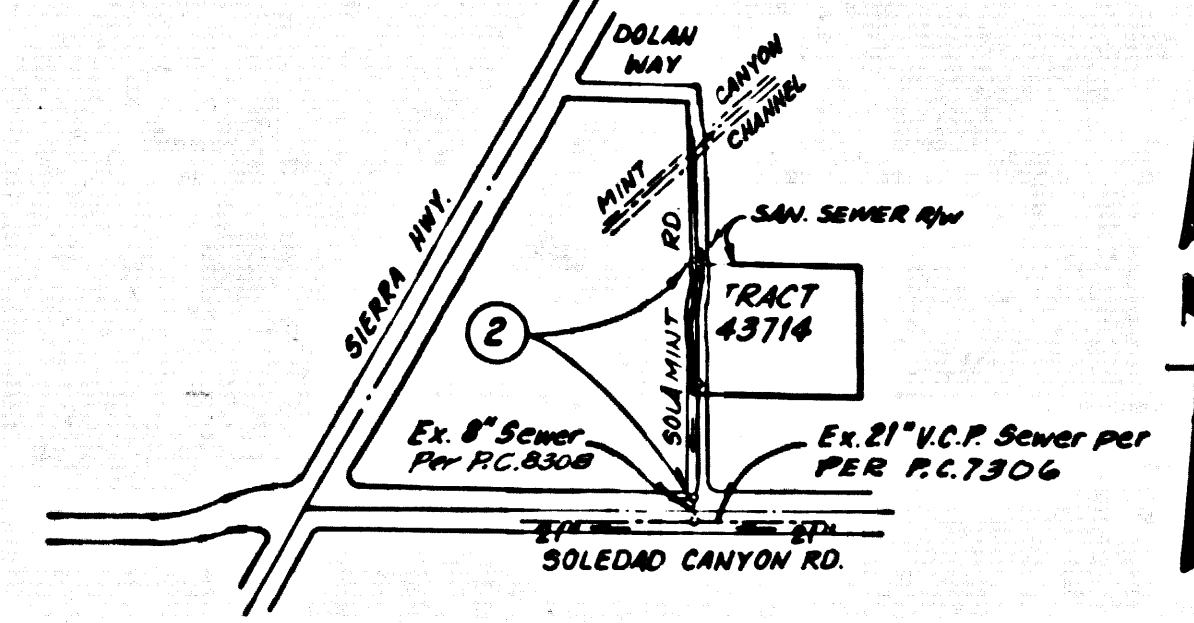 DOLAN
WAY
CANYON
CHANNEL
MINT
SIERRA HWY.
SOLAMINT RD.
SAN. SEWER R/W
TRACT
43714
2
Ex. 8" Sewer
Per P.C. 8308
Ex. 21" V.C.P. Sewer per
PER P.C. 7306
21"
21"
SOLEDAD CANYON RD.